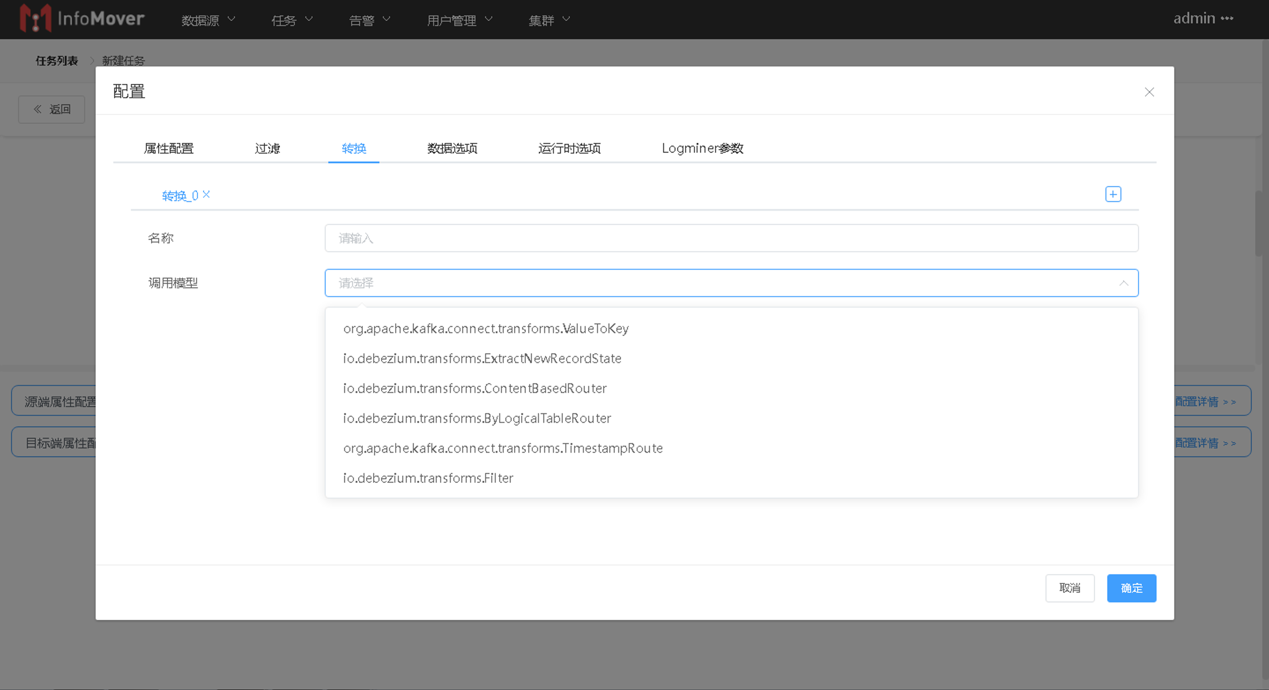 InfoMover 数据源 任务 告警 用户管理 集群 admin
任务列表 新建任务
配置
« 返回
属性配置 过滤 转换 数据选项 运行时选项 Logminer参数
转换_0
名称 请输入
调用模型 请选择
org.apache.kafka.connect.transforms.ValueToKey
io.debezium.transforms.ExtractNewRecordState
io.debezium.transforms.ContentBasedRouter
源端属性配置 配置详情 >>
io.debezium.transforms.ByLogicalTableRouter
目标端属性配 配置详情 >>
org.apache.kafka.connect.transforms.TimestampRoute
io.debezium.transforms.Filter
取消 确定